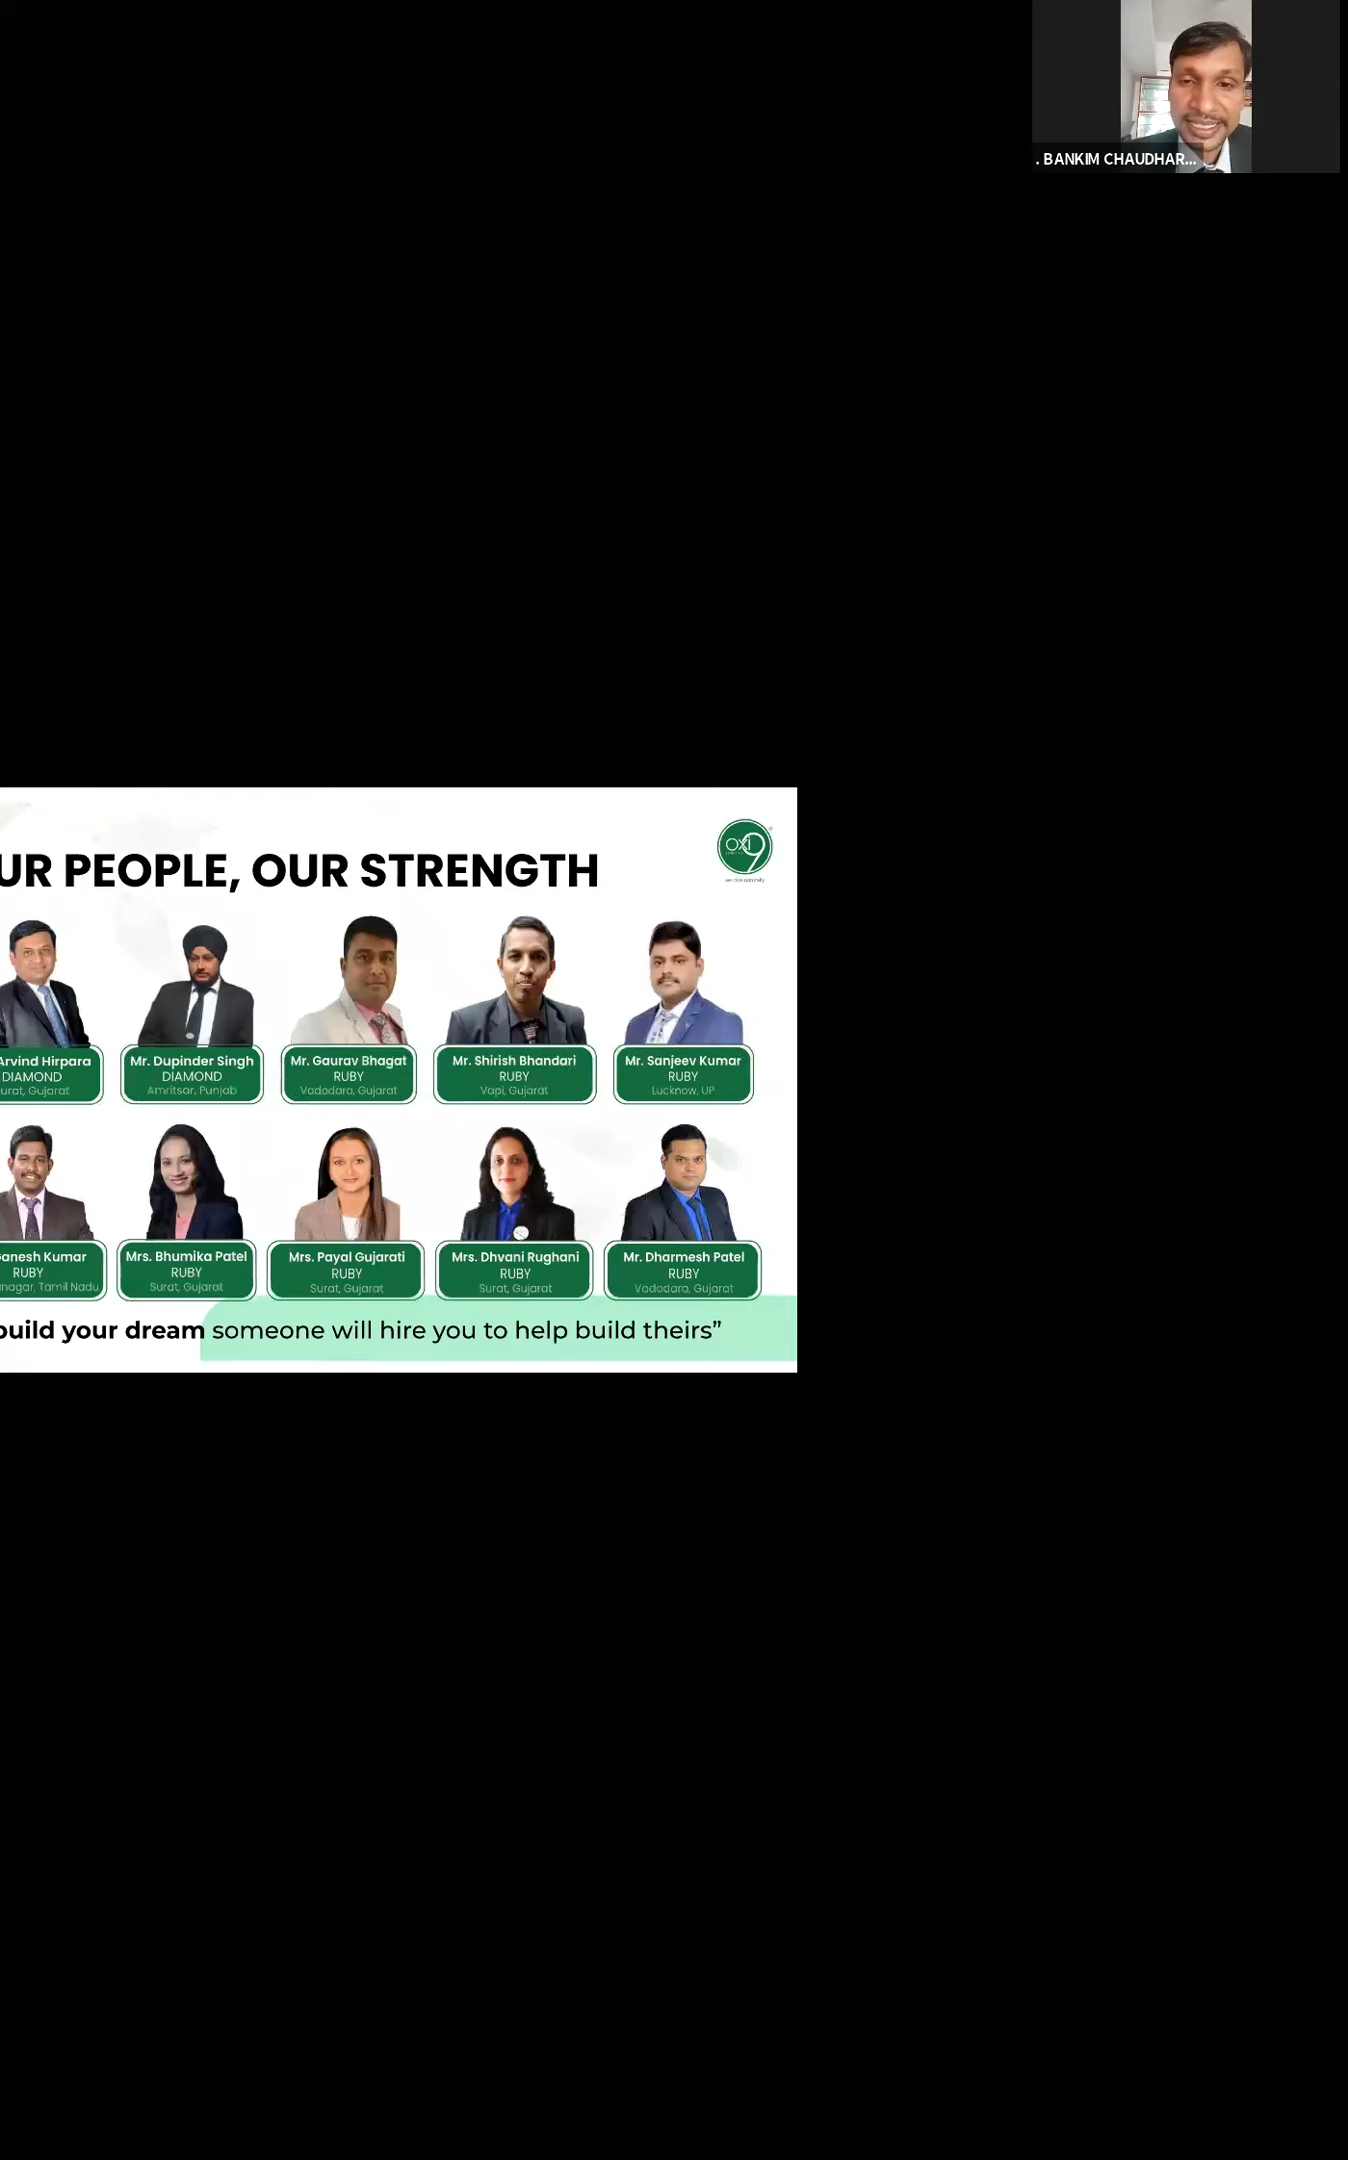 . BANKIM CHAUDHAR...
UR PEOPLE, OUR STRENGTH
oxi9
Arvind Hirpara
DIAMOND
urat, Gujarat
Mr. Dupinder Singh
DIAMOND
Amritsar, Punjab
Mr. Gaurav Bhagat
RUBY
Vadodara, Gujarat
Mr. Shirish Bhandari
RUBY
Vapi, Gujarat
Mr. Sanjeev Kumar
RUBY
Lucknow, UP
anesh Kumar
RUBY
nagar, Tamil Nadu
Mrs. Bhumika Patel
RUBY
Surat, Gujarat
Mrs. Payal Gujarati
RUBY
Surat, Gujarat
Mrs. Dhvani Rughani
RUBY
Surat, Gujarat
Mr. Dharmesh Patel
RUBY
Vadodara, Gujarat
build your dream someone will hire you to help build theirs”